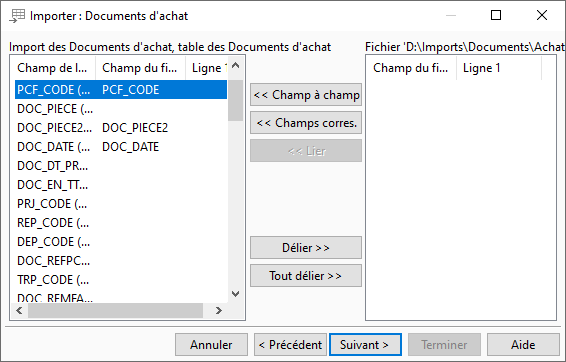 Importer : Documents d'achat
Import des Documents d'achat, table des Documents d'achat
Fichier 'D:\Imports\Documents\Achat
Champ de l... Champ du fi... Ligne 1
PCF_CODE (... PCF_CODE
DOC_PIECE (...
DOC_PIECE2... DOC_PIECE2
DOC_DATE (... DOC_DATE
DOC_DT_PR...
DOC_EN_TT...
PRJ_CODE (...
REP_CODE (...
DEP_CODE (...
DOC_REFPC...
TRP_CODE (...
DOC_REMFA...
<< Champ à champ
<< Champs corres.
<< Lier
Délier >>
Tout délier >>
Champ du fi... Ligne 1
Annuler
< Précédent
Suivant >
Terminer
Aide